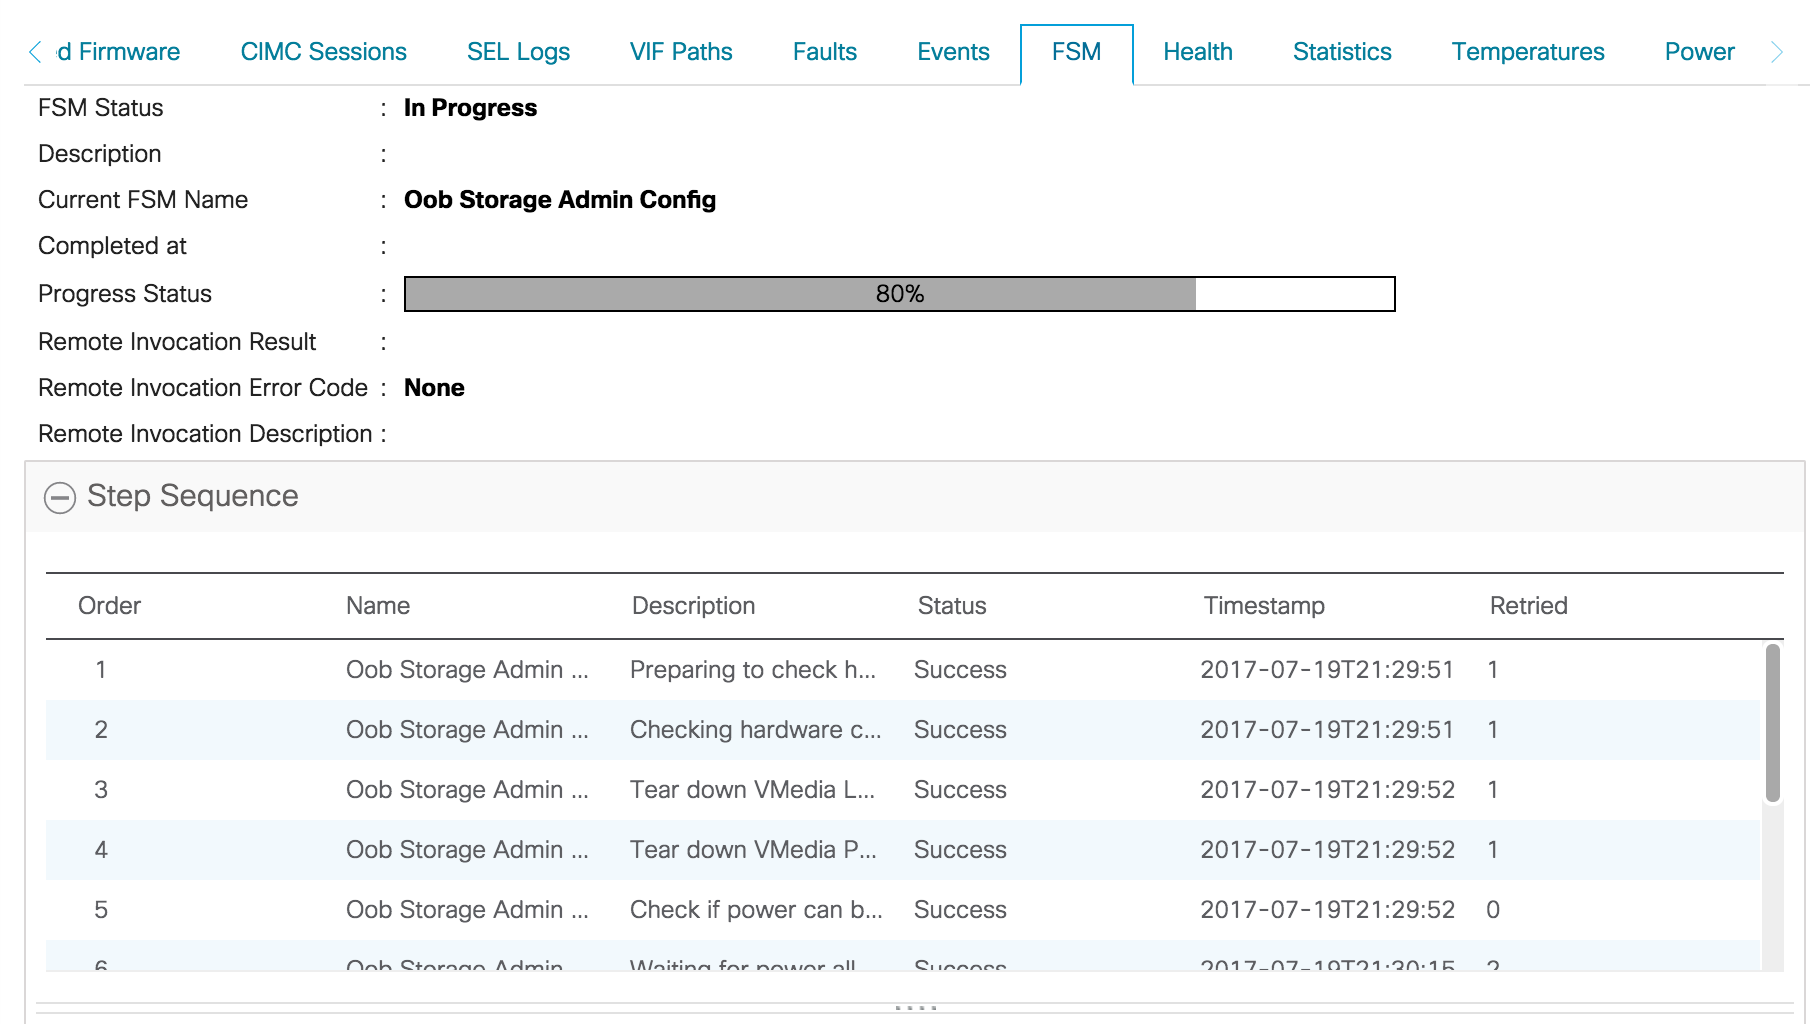 d Firmware CIMC Sessions SEL Logs VIF Paths Faults Events FSM Health Statistics Temperatures Power
FSM Status : In Progress
Description :
Current FSM Name : Oob Storage Admin Config
Completed at :
Progress Status : 80%
Remote Invocation Result :
Remote Invocation Error Code : None
Remote Invocation Description :
Step Sequence
Order Name Description Status Timestamp Retried
1 Oob Storage Admin ... Preparing to check h... Success 2017-07-19T21:29:51 1
2 Oob Storage Admin ... Checking hardware c... Success 2017-07-19T21:29:51 1
3 Oob Storage Admin ... Tear down VMedia L... Success 2017-07-19T21:29:52 1
4 Oob Storage Admin ... Tear down VMedia P... Success 2017-07-19T21:29:52 1
5 Oob Storage Admin ... Check if power can b... Success 2017-07-19T21:29:52 0
6 Oob Storage Admin Waiting for power all Success 2017-07-19T21:30:15 2